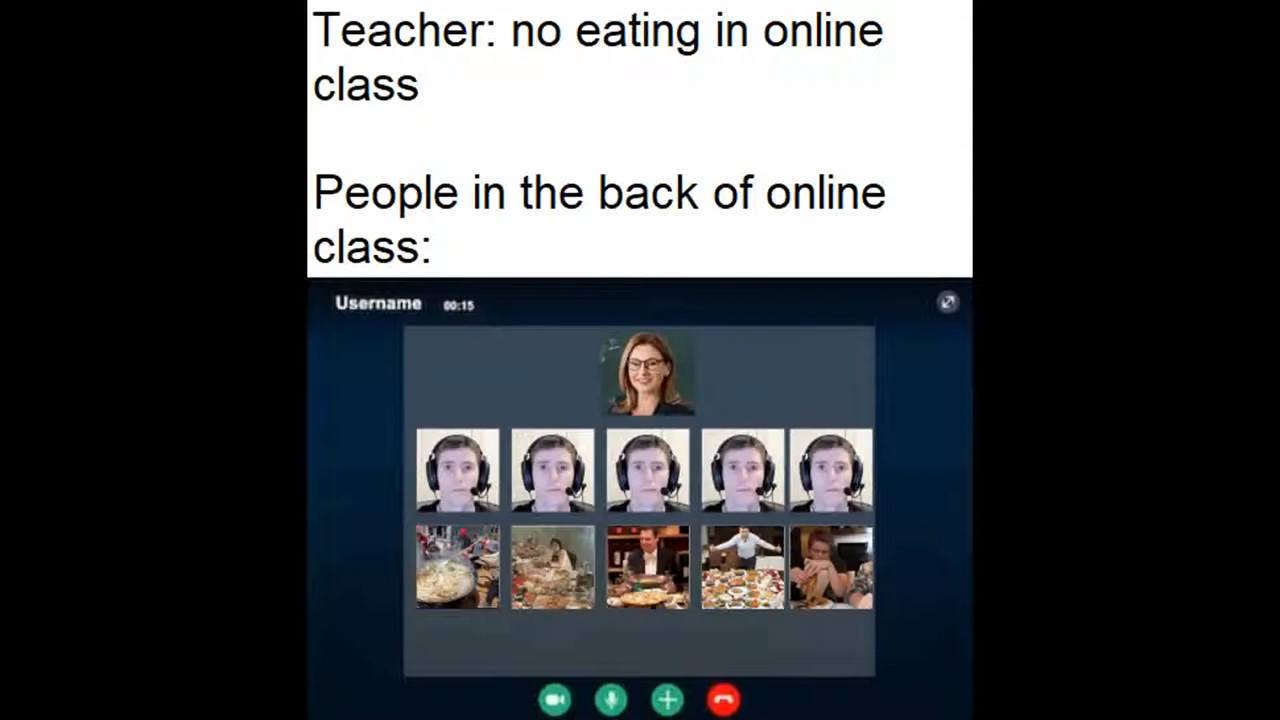 Teacher: no eating in online
class
People in the back of online
class:
Username 00:15